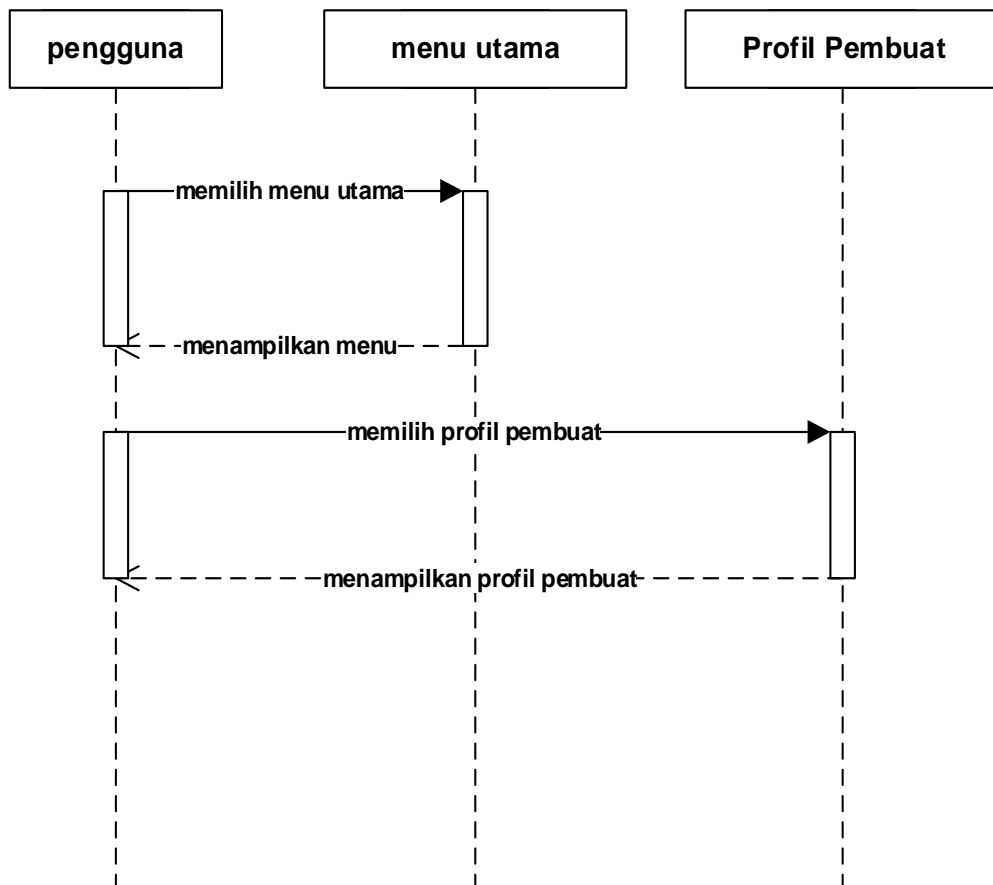 pengguna
menu utama
Profil Pembuat
memilih menu utama
menampilkan menu
memilih profil pembuat
menampilkan profil pembuat